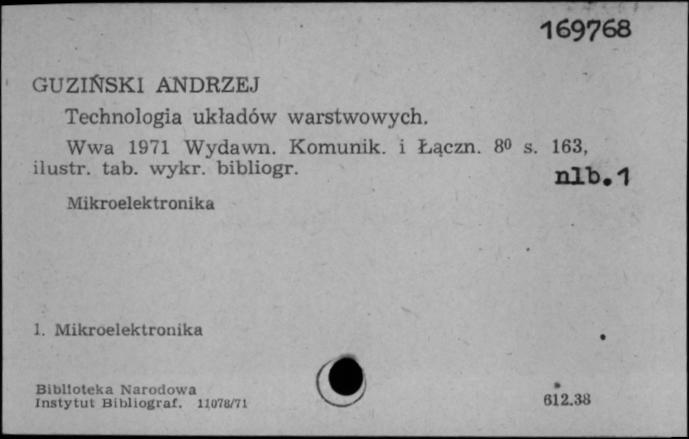 169768
GUZIŃSKI ANDRZEJ
Technologia układów warstwowych.
Wwa 1971 Wydawn. Komunik. i Łączn. 8⁰ s. 163,
ilustr. tab. wykr. bibliogr.
nlb.1
Mikroelektronika
1. Mikroelektronika
Biblioteka Narodowa
Instytut Bibliograf. 11078/71
612.38